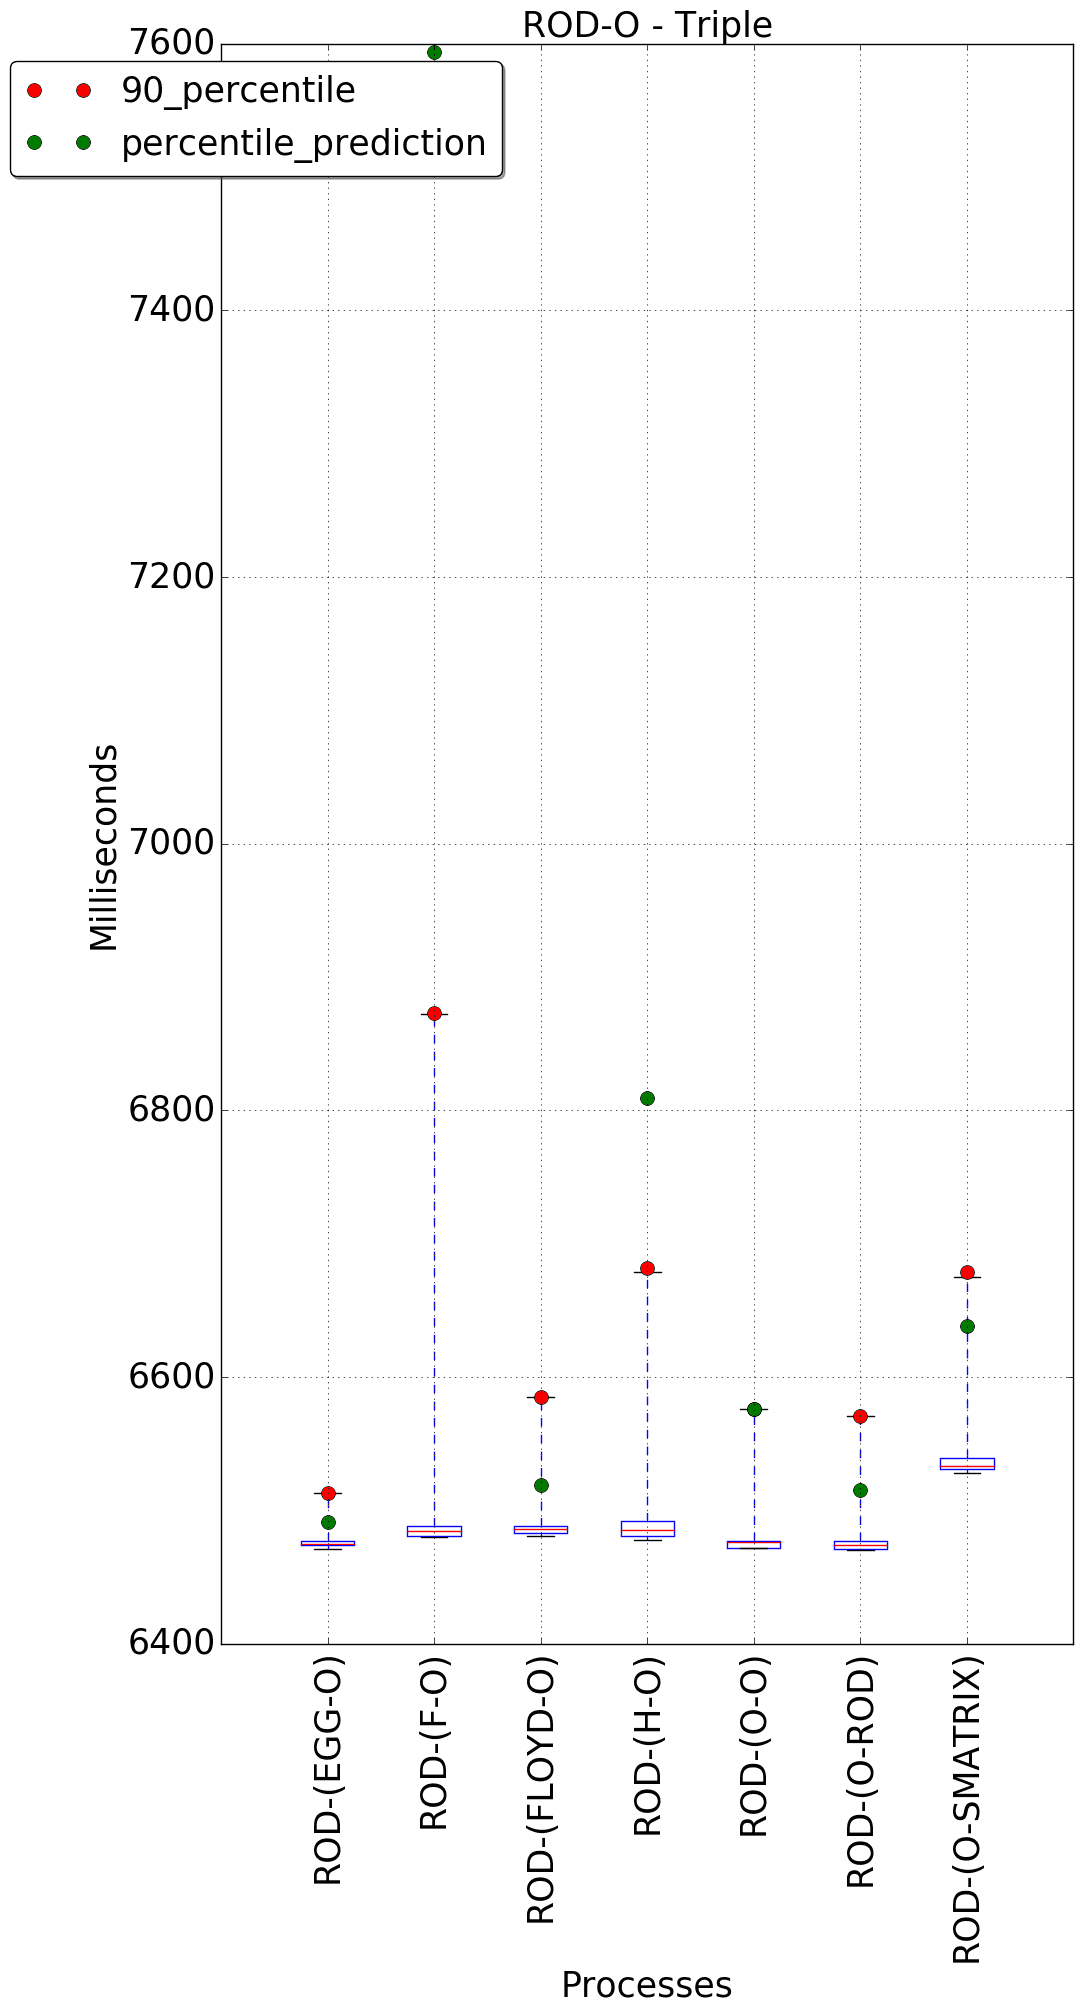 ROD-O - Triple
7600
90_percentile
percentile_prediction
7400
7200
7000
6800
6600
6400
Milliseconds
ROD-(EGG-O)
ROD-(F-O)
ROD-(FLOYD-O)
ROD-(H-O)
ROD-(O-O)
ROD-(O-ROD)
ROD-(O-SMATRIX)
Processes